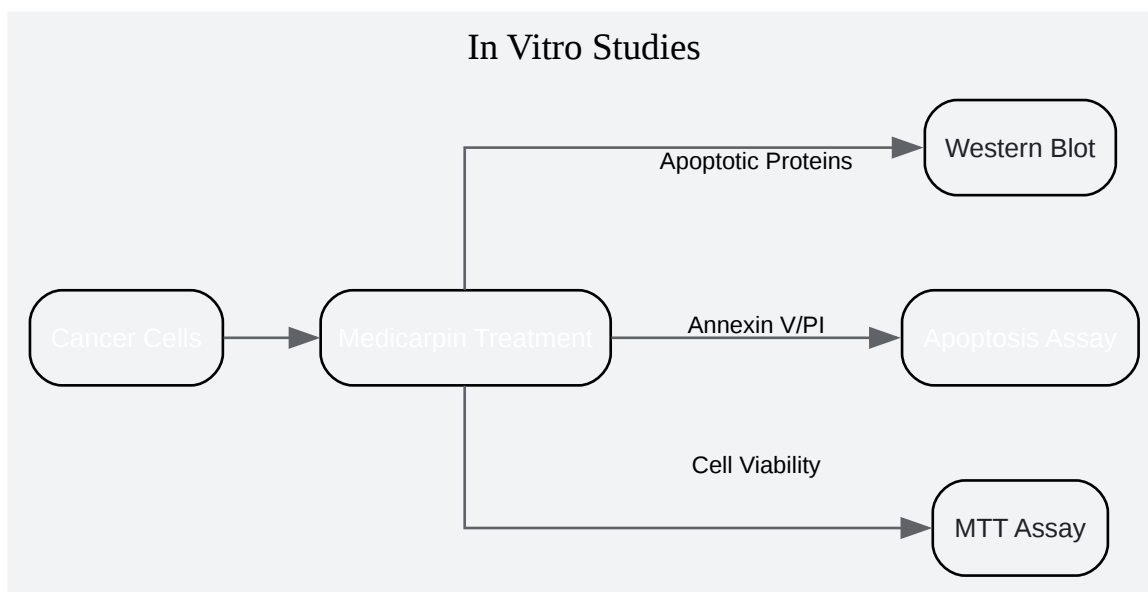 In Vitro Studies
Western Blot
Apoptotic Proteins
Cancer Cells
Medicarpin Treatment
Annexin V/PI
Apoptosis Assay
Cell Viability
MTT Assay